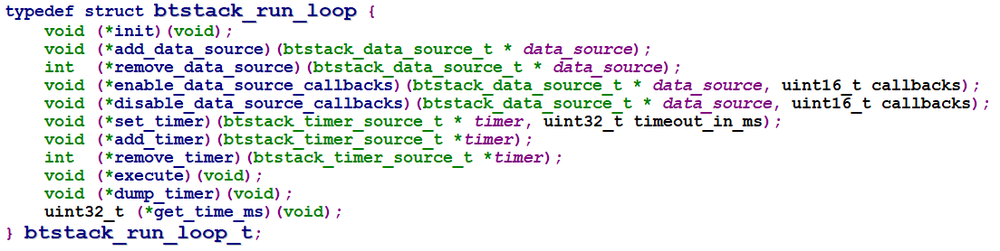 typedef struct btstack_run_loop {
    void (*init)(void);
    void (*add_data_source)(btstack_data_source_t * data_source);
    int  (*remove_data_source)(btstack_data_source_t * data_source);
    void (*enable_data_source_callbacks)(btstack_data_source_t * data_source, uint16_t callbacks);
    void (*disable_data_source_callbacks)(btstack_data_source_t * data_source, uint16_t callbacks);
    void (*set_timer)(btstack_timer_source_t * timer, uint32_t timeout_in_ms);
    void (*add_timer)(btstack_timer_source_t *timer);
    int  (*remove_timer)(btstack_timer_source_t *timer);
    void (*execute)(void);
    void (*dump_timer)(void);
    uint32_t (*get_time_ms)(void);
} btstack_run_loop_t;